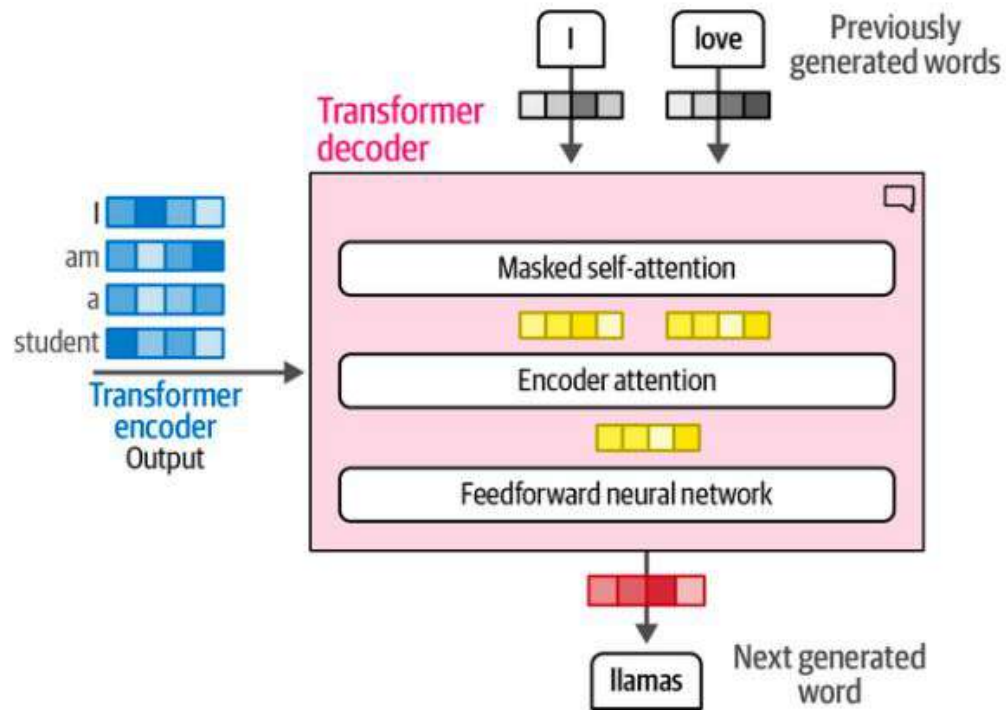 I
love
Previously
generated words
Transformer
decoder
I
am
a
student
Transformer
encoder
Output
Masked self-attention
Encoder attention
Feedforward neural network
llamas
Next generated
word